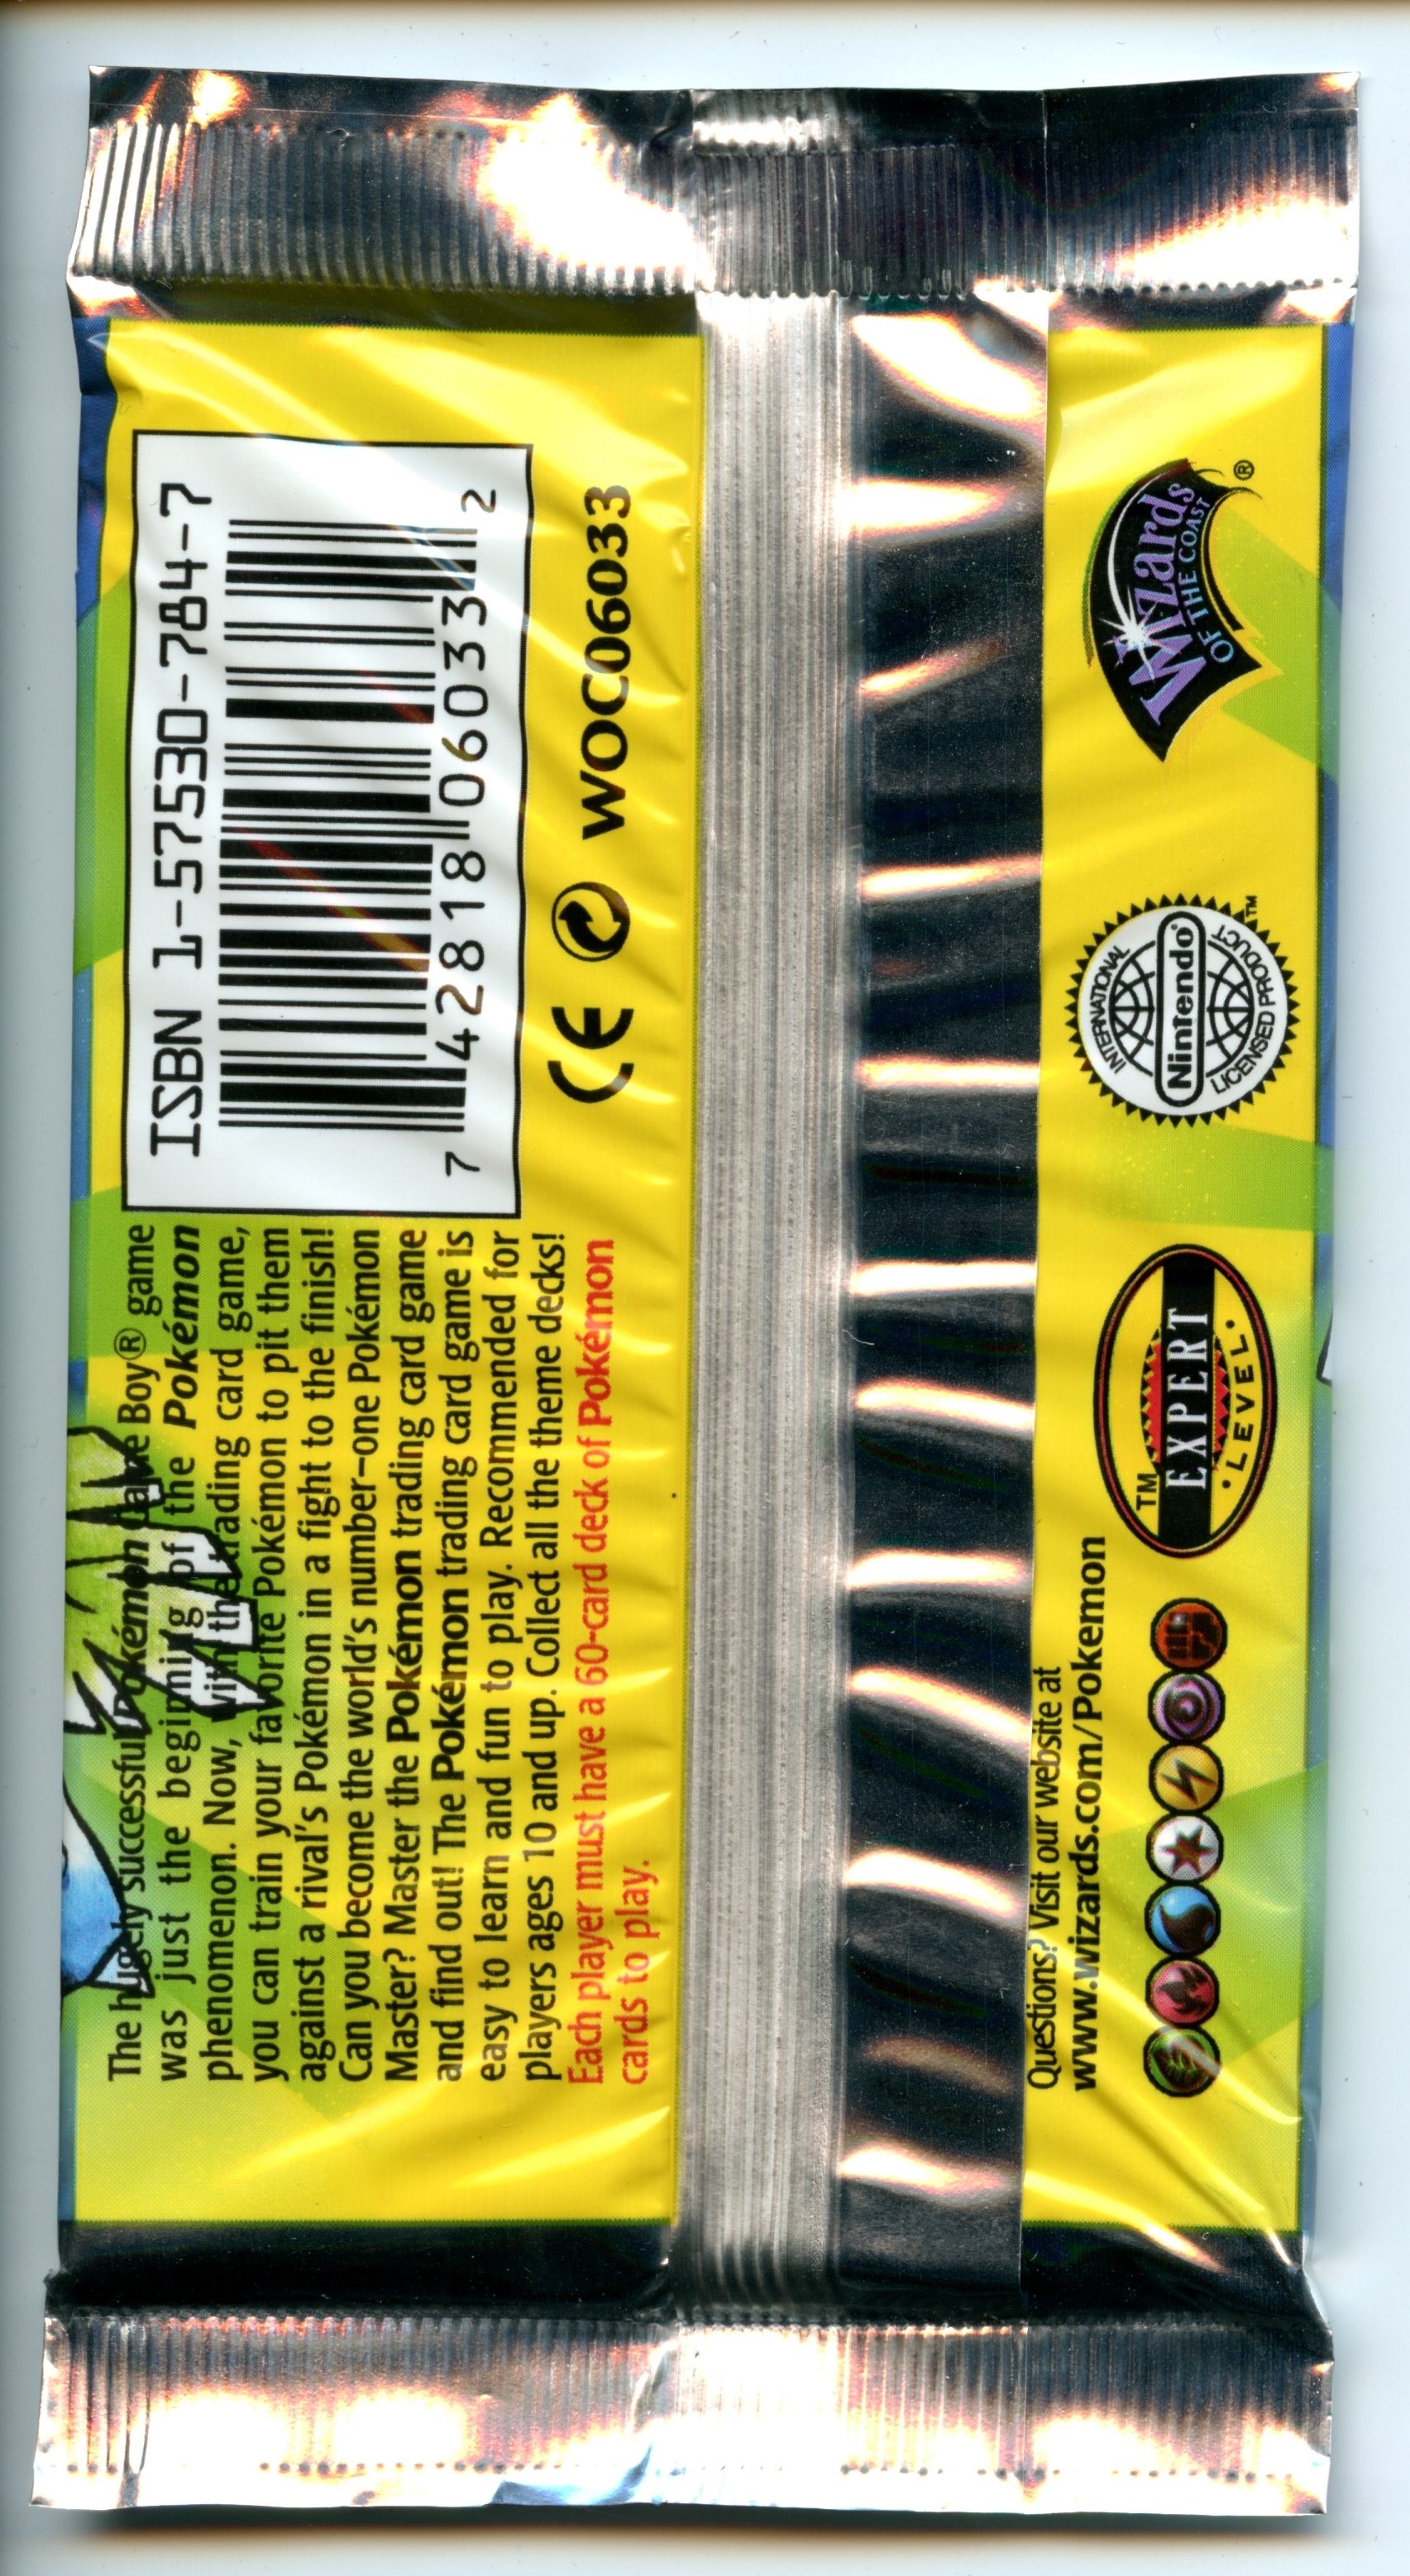 The hugely successful Pokémon Game Boy® game
was just the beginning of the Pokémon
phenomenon. Now, with the trading card game,
you can train your favorite Pokémon to pit them
against a rival's Pokémon in a fight to the finish!
Can you become the world's number-one Pokémon
Master? Master the Pokémon trading card game
and find out! The Pokémon trading card game is
easy to learn and fun to play. Recommended for
players ages 10 and up. Collect all the theme decks!
Each player must have a 60-card deck of Pokémon
cards to play.
ISBN 1-57530-784-7
7 42818 06033 2
CE WOC06033
Questions? Visit our website at
www.wizards.com/Pokemon
TM
EXPERT
LEVEL
INTERNATIONAL
Nintendo®
LICENSED PRODUCT™
Wizards
OF THE COAST®